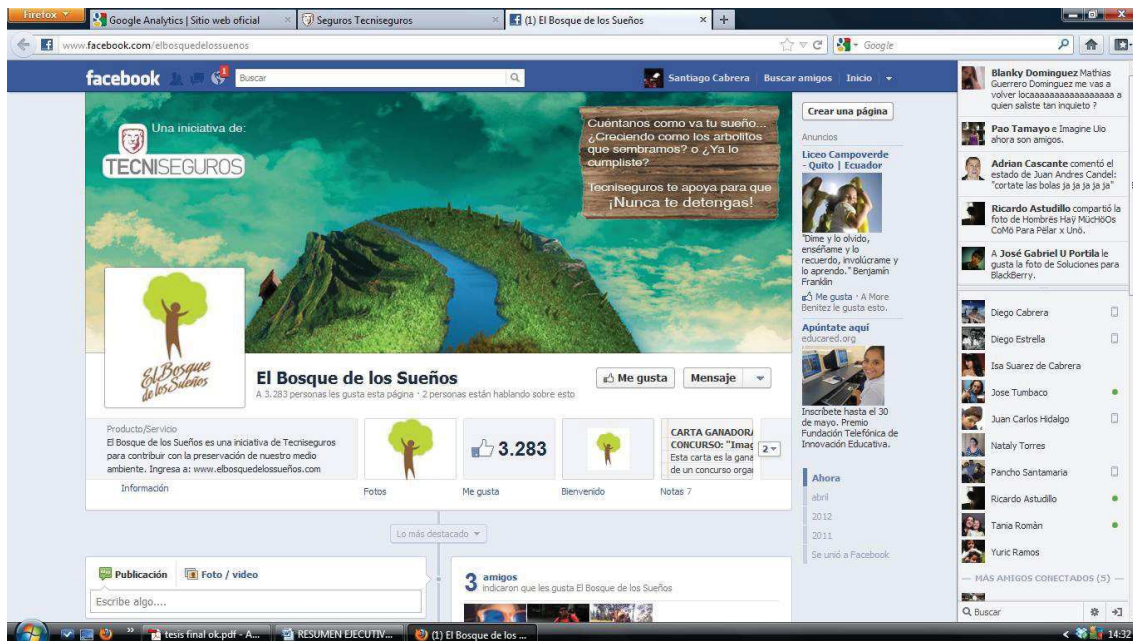 Firefox
Google Analytics | Sitio web oficial
Seguros Tecniseguros
(1) El Bosque de los Sueños
www.facebook.com/elbosquedelossuenos
Google
facebook
1
Buscar
Santiago Cabrera
Buscar amigos
Inicio
Una iniciativa de:
TECNISEGUROS
Cuéntanos como va tu sueño...
¿Creciendo como los arbolitos
que sembramos? o ¿Ya lo
cumpliste?
Tecniseguros te apoya para que
¡Nunca te detengas!
El Bosque
de los Sueños
El Bosque de los Sueños
A 3.283 personas les gusta esta página · 2 personas están hablando sobre esto
Me gusta
Mensaje
Producto/Servicio
El Bosque de los Sueños es una iniciativa de Tecniseguros
para contribuir con la preservación de nuestro medio
ambiente. Ingresa a: www.elbosquedelossueños.com
Información
Fotos
3.283
Me gusta
Bienvenido
CARTA GANADORA
CONCURSO: "Imag
Esta carta es la gana
de un concurso orga
2
Notas 7
Lo más destacado
Publicación
Foto / vídeo
Escribe algo....
3 amigos
indicaron que les gusta El Bosque de los Sueños
Crear una página
Anuncios
Liceo Campoverde
- Quito | Ecuador
"Dime y lo olvido,
enséñame y lo
recuerdo, involúcrame y
lo aprendo." Benjamin
Franklin
Me gusta · A More
Benitez le gusta esto.
Apúntate aquí
educared.org
Inscríbete hasta el 30
de mayo. Premio
Fundación Telefónica de
Innovación Educativa.
Ahora
abril
2012
2011
Se unió a Facebook
Blanky Dominguez Mathias
Guerrero Dominguez me vas a
volver locaaaaaaaaaaaaaaaaaa a
quien saliste tan inquieto ?
Pao Tamayo e Imagine Uio
ahora son amigos.
Adrian Cascante comentó el
estado de Juan Andres Candel:
"cortate las bolas ja ja ja ja ja"
Ricardo Astudillo compartió la
foto de Hombrës Haÿ MücHöOs
CoMö Para Pëlar x Unö.
A José Gabriel U Portila le
gusta la foto de Soluciones para
BlackBerry.
Diego Cabrera
Diego Estrella
Isa Suarez de Cabrera
Jose Tumbaco
Juan Carlos Hidalgo
Nataly Torres
Pancho Santamaria
Ricardo Astudillo
Tania Romàn
Yuric Ramos
MÁS AMIGOS CONECTADOS (5)
Buscar
tesis final ok.pdf - A...
RESUMEN EJECUTIV...
(1) El Bosque de los ...
14:32